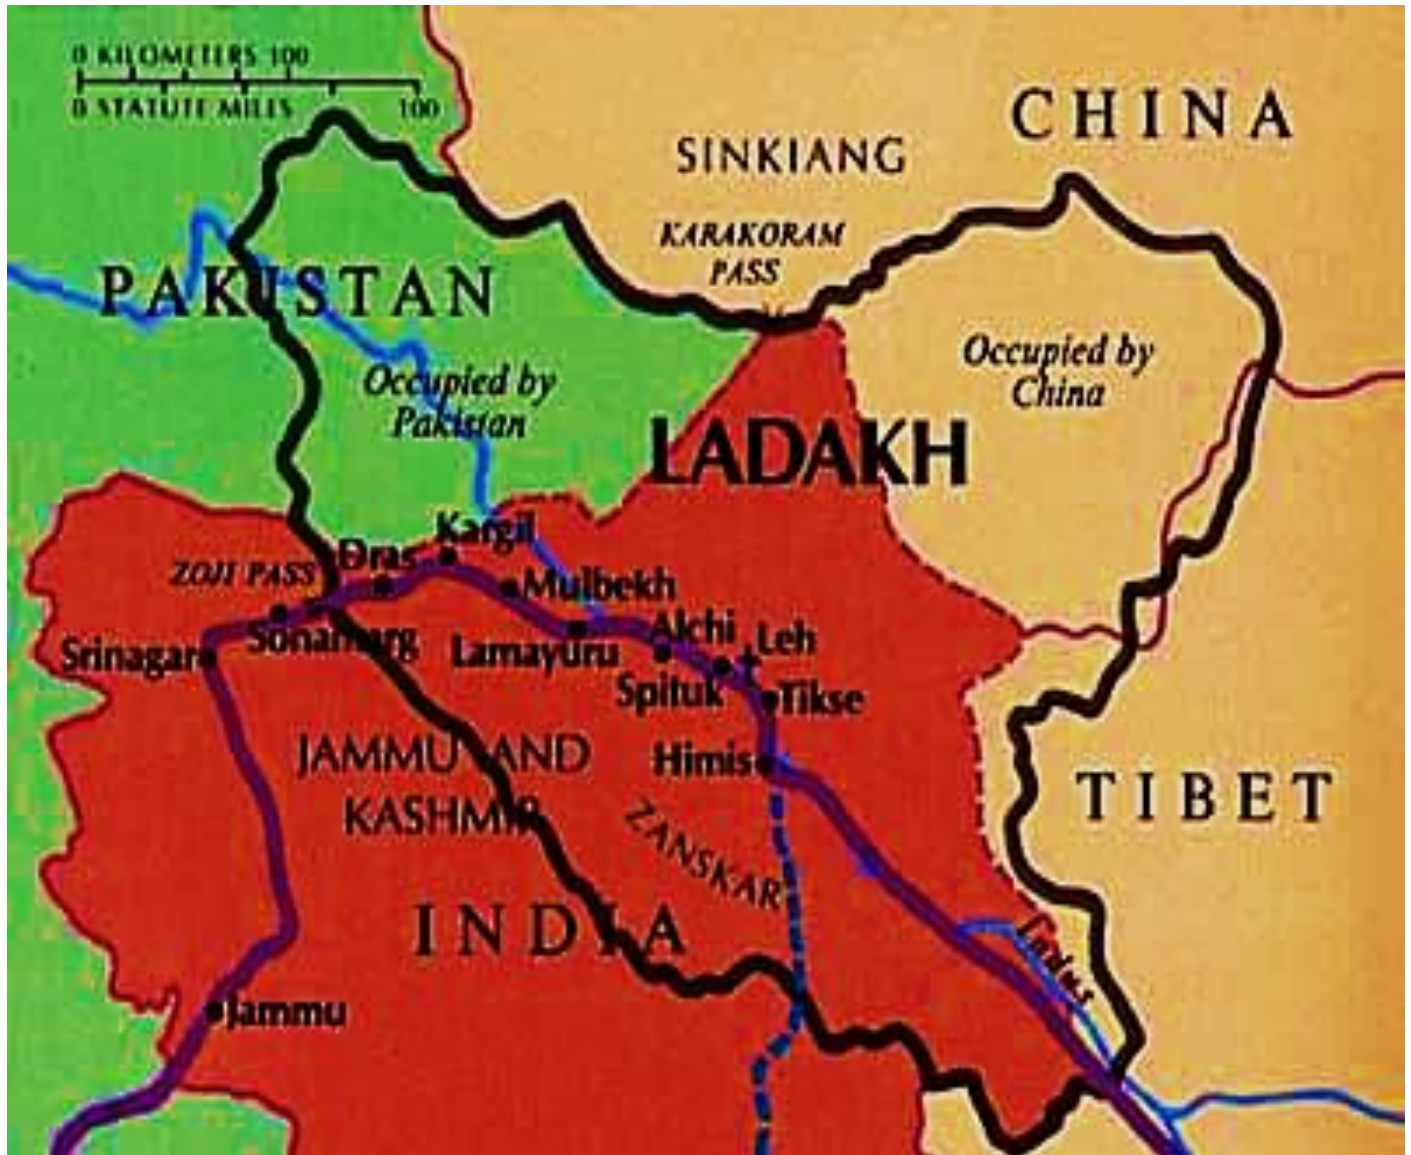 0 KILOMETERS 100
0 STATUTE MILES 100
CHINA
SINKIANG
KARAKORAM
PASS
PAKISTAN
Occupied by
Pakistan
Occupied by
China
LADAKH
Kargil
Dras
ZOJI PASS
Mulbekh
Sonamarg
Srinagar
Lamayuru
Alchi
Leh
Spituk
Tikse
Himis
JAMMU AND
KASHMIR
ZANSKAR
TIBET
INDIA
Indus
Jammu